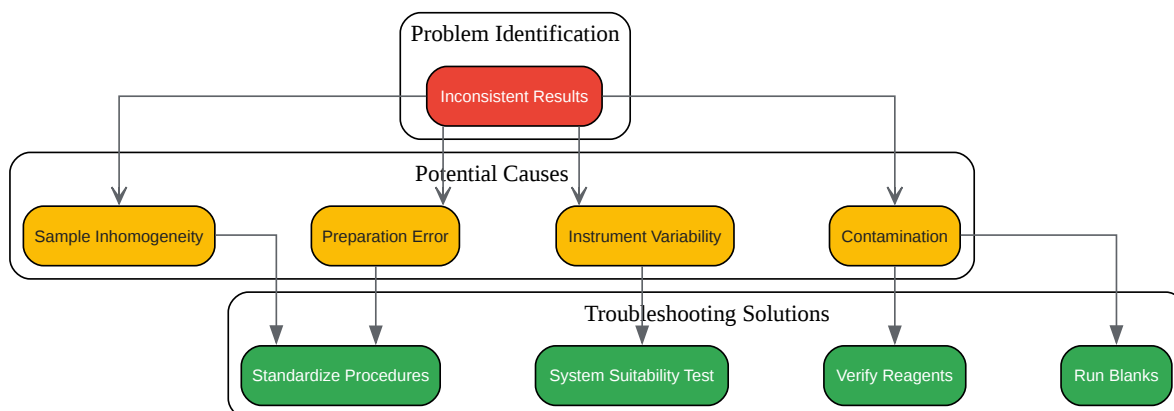 Problem Identification
Inconsistent Results
Potential Causes
Sample Inhomogeneity
Preparation Error
Instrument Variability
Contamination
Troubleshooting Solutions
Standardize Procedures
System Suitability Test
Verify Reagents
Run Blanks